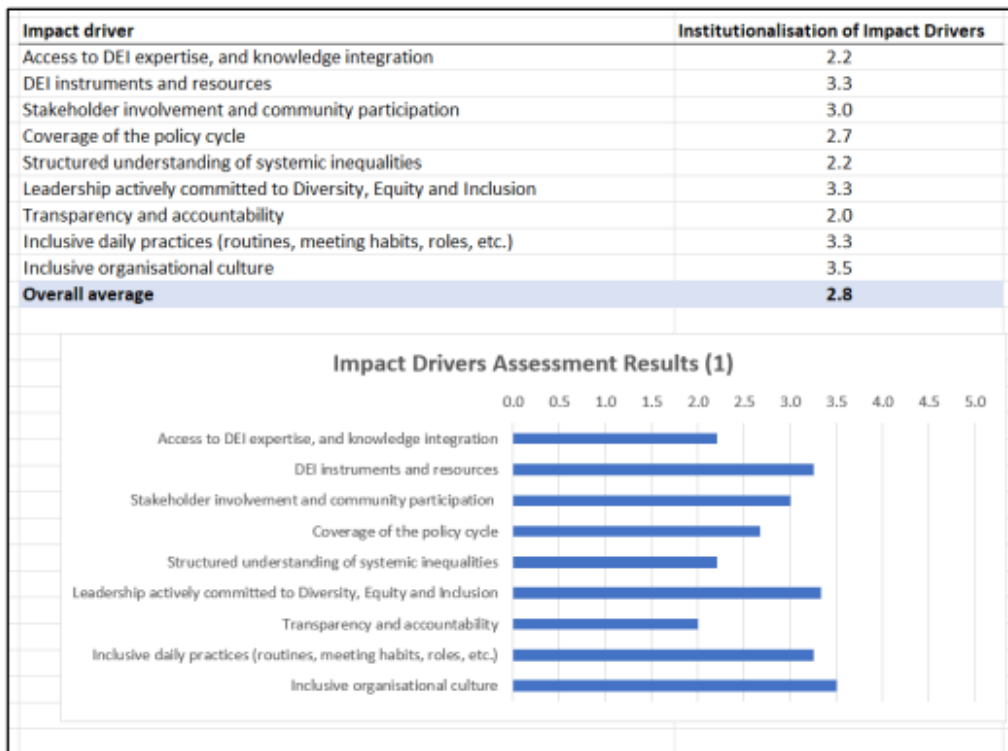 Impact driver Institutionalisation of Impact Drivers
Access to DEI expertise, and knowledge integration 2.2
DEI instruments and resources 3.3
Stakeholder involvement and community participation 3.0
Coverage of the policy cycle 2.7
Structured understanding of systemic inequalities 2.2
Leadership actively committed to Diversity, Equity and Inclusion 3.3
Transparency and accountability 2.0
Inclusive daily practices (routines, meeting habits, roles, etc.) 3.3
Inclusive organisational culture 3.5
Overall average 2.8
Impact Drivers Assessment Results (1)
0.0 0.5 1.0 1.5 2.0 2.5 3.0 3.5 4.0 4.5 5.0
Access to DEI expertise, and knowledge integration
DEI instruments and resources
Stakeholder involvement and community participation
Coverage of the policy cycle
Structured understanding of systemic inequalities
Leadership actively committed to Diversity, Equity and Inclusion
Transparency and accountability
Inclusive daily practices (routines, meeting habits, roles, etc.)
Inclusive organisational culture